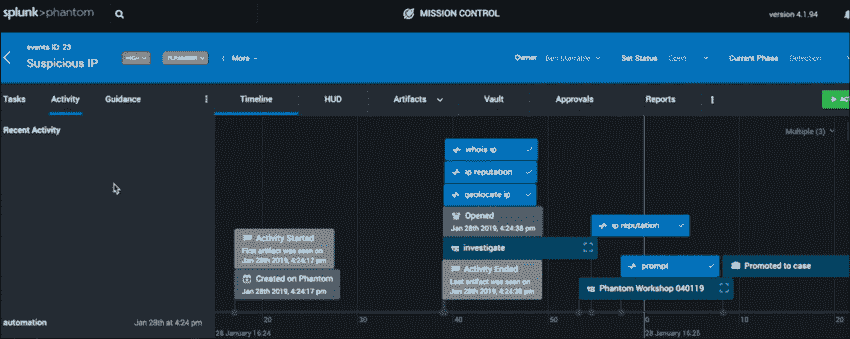 splunk>phantom
MISSION CONTROL
version 4.1.94
events ID: 23
Suspicious IP
HIGH
More
Owner
Set Status
Open
Current Phase
Detection
Tasks
Activity
Guidance
Timeline
HUD
Artifacts
Vault
Approvals
Reports
Recent Activity
Multiple (3)
whois ip
ip reputation
geolocate ip
Opened
Jan 28th 2019, 4:24:38 pm
ip reputation
Activity Started
First artifact was seen on
Jan 28th 2019, 4:24:17 pm
investigate
Activity Ended
Last artifact was seen on
Jan 28th 2019, 4:24:38 pm
prompt
Promoted to case
Created on Phantom
Jan 28th 2019, 4:24:17 pm
Phantom Workshop 040119
automation
Jan 28th at 4:24 pm
20
30
40
50
0
10
20
28 January 16:24
28 January 16:25